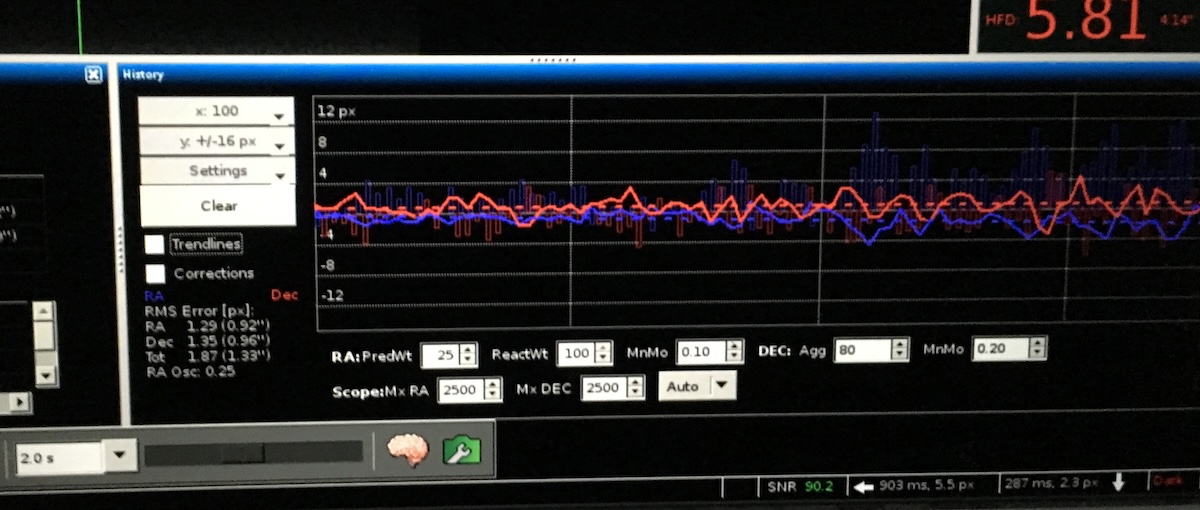 HFD: 5.81 4.14"
History
x: 100
y: +/-16 px
Settings
Clear
Trendlines
Corrections
RA Dec
RMS Error [px]:
RA 1.29 (0.92")
Dec 1.35 (0.96")
Tot 1.87 (1.33")
RA Osc: 0.25
12 px
8
4
-8
-12
RA: PredWt 25 ReactWt 100 MnMo 0.10 DEC: Agg 80 MnMo 0.20
Scope: Mx RA 2500 Mx DEC 2500 Auto
2.0 s
SNR 90.2 903 ms, 5.5 px 287 ms, 2.3 px Dark